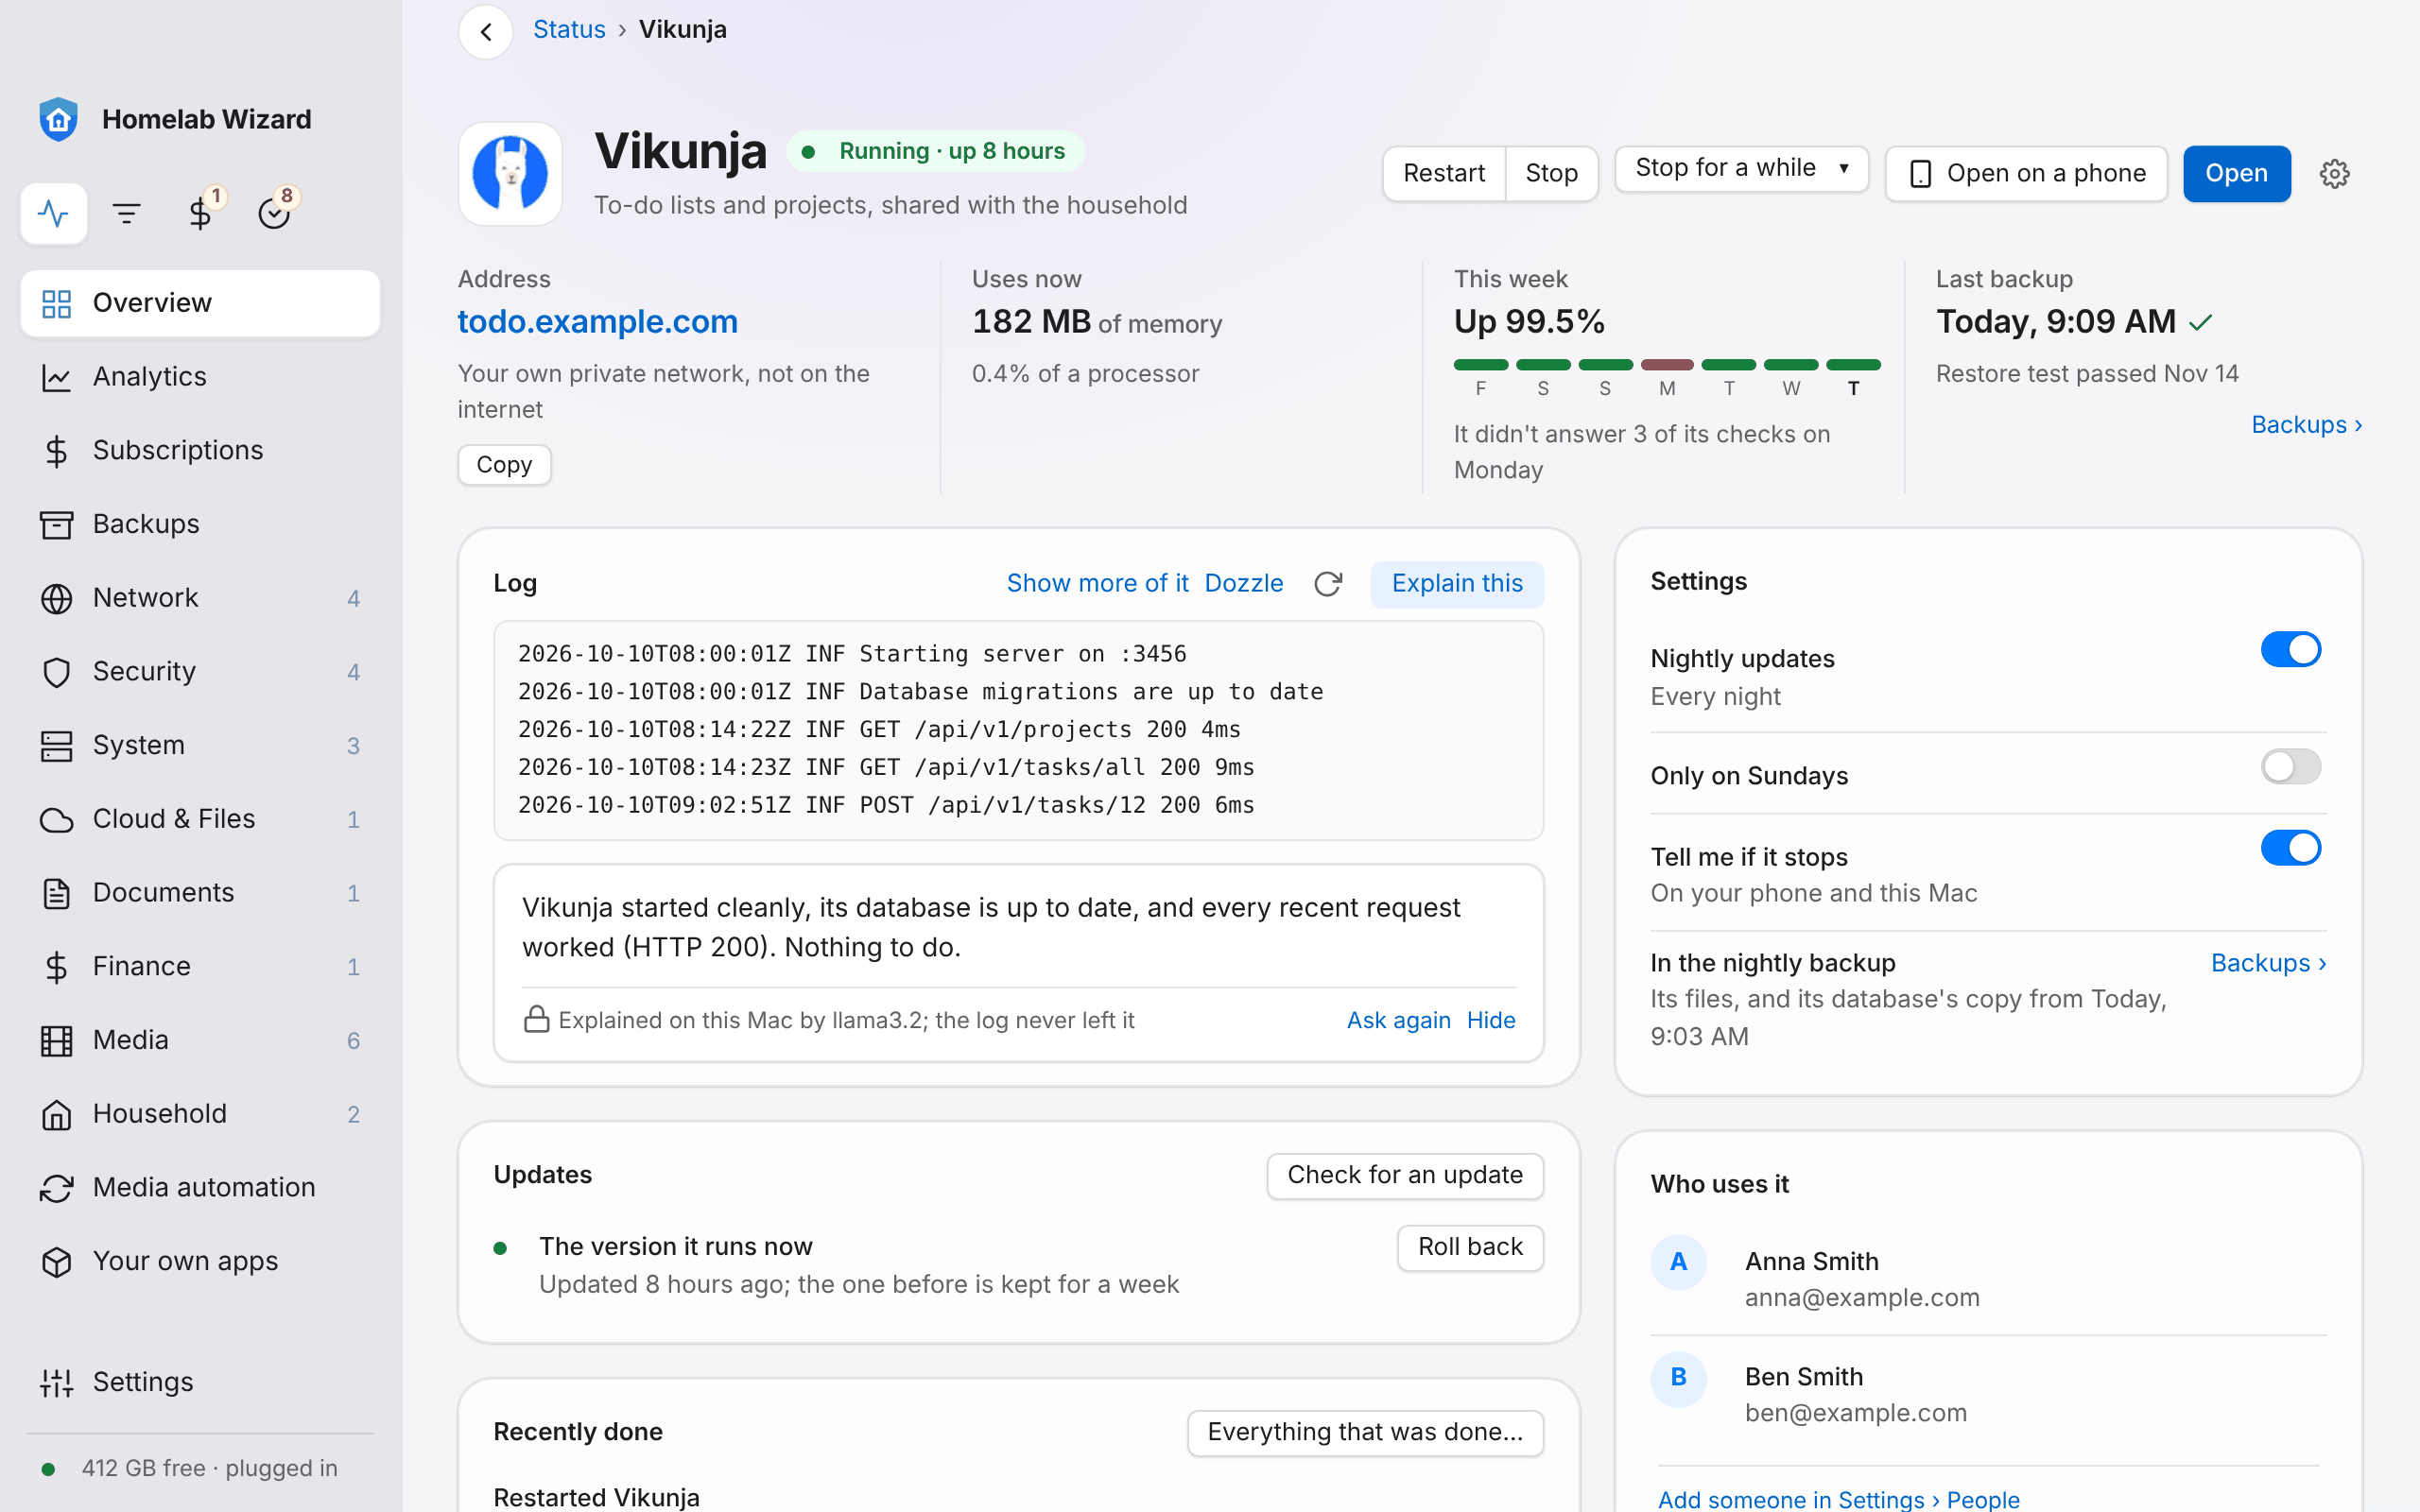 Homelab Wizard
1
8
Overview
Analytics
Subscriptions
Backups
Network 4
Security 4
System 3
Cloud & Files 1
Documents 1
Finance 1
Media 6
Household 2
Media automation
Your own apps
Settings
412 GB free · plugged in
Status › Vikunja
Vikunja
Running · up 8 hours
To-do lists and projects, shared with the household
Restart
Stop
Stop for a while ▾
Open on a phone
Open
Address
todo.example.com
Your own private network, not on the
internet
Copy
Uses now
182 MB of memory
0.4% of a processor
This week
Up 99.5%
F S S M T W T
It didn't answer 3 of its checks on
Monday
Last backup
Today, 9:09 AM ✓
Restore test passed Nov 14
Backups ›
Log
Show more of it
Dozzle
Explain this
2026-10-10T08:00:01Z INF Starting server on :3456
2026-10-10T08:00:01Z INF Database migrations are up to date
2026-10-10T08:14:22Z INF GET /api/v1/projects 200 4ms
2026-10-10T08:14:23Z INF GET /api/v1/tasks/all 200 9ms
2026-10-10T09:02:51Z INF POST /api/v1/tasks/12 200 6ms
Vikunja started cleanly, its database is up to date, and every recent request
worked (HTTP 200). Nothing to do.
Explained on this Mac by llama3.2; the log never left it
Ask again
Hide
Updates
Check for an update
The version it runs now
Updated 8 hours ago; the one before is kept for a week
Roll back
Recently done
Everything that was done...
Restarted Vikunja
Settings
Nightly updates
Every night
Only on Sundays
Tell me if it stops
On your phone and this Mac
In the nightly backup
Backups ›
Its files, and its database's copy from Today,
9:03 AM
Who uses it
A
Anna Smith
anna@example.com
B
Ben Smith
ben@example.com
Add someone in Settings › People